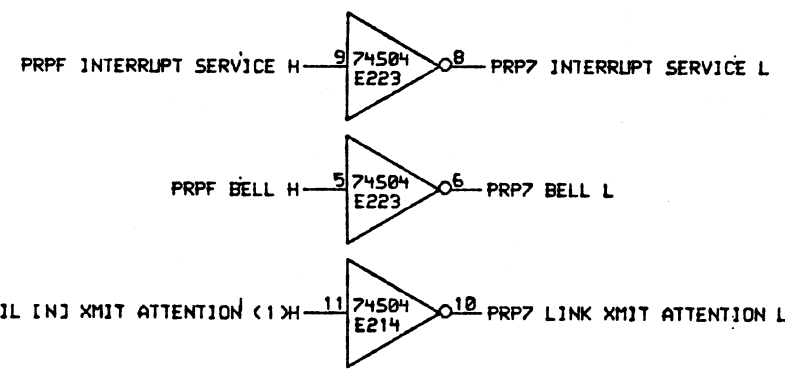 PRPF INTERRUPT SERVICE H 9 74S04 8 PRP7 INTERRUPT SERVICE L
E223
PRPF BELL H 5 74S04 6 PRP7 BELL L
E223
IL [N] XMIT ATTENTION (1)H 11 74S04 10 PRP7 LINK XMIT ATTENTION L
E214